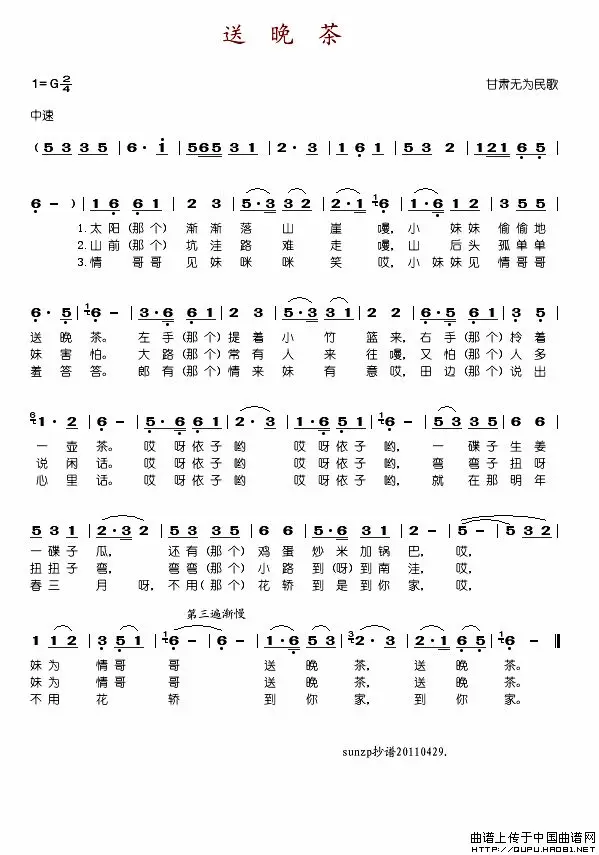 送 晚 茶
1=G 2/4
甘肃无为民歌
中速
( 5 3 3 5 | 6· i | 565 3 1 | 2· 3 | 1 6 1 | 5 3 2 | 121 6 5 |
6 - ) | 1 6 6 1 | 2 3 | 5·3 3 2 | 2·1 | 6· | 1 2 3 | 3 5 5 |
1.太阳(那个) 渐渐 落 山 崖 嘎, 小 妹妹 偷偷地
2.山前(那个) 坑洼 路 难 走 嘎, 山 后头 孤单单
3.情 哥哥 见妹 咪 咪 笑 哎, 小妹妹见 情哥哥
6· 5 | 6 - | 3·6 6 1 | 2 3 | 5·3 3 1 | 2 2 | 6·5 6 1 | 2 3 |
送 晚 茶。 左手(那个) 提着 小 竹 篮来, 右手(那个) 拎着
妹 害 怕。 大路(那个) 常有 人 来 往嘎, 又怕(那个) 人多
羞 答 答。 郎有(那个) 情来 妹 有 意哎, 田边(那个) 说出
1· 2 | 6 - | 5·6 6 1 | 2· 3 | 1·6 5 1 | 6 - | 5 3 3 5 | 6 6 |
一 壶 茶。 哎呀依子 哟 哎呀依子 哟, 一 碟子 生姜
说 闲 话。 哎呀依子 哟 哎呀依子 哟, 弯 弯子 扭呀
心 里 话。 哎呀依子 哟 哎呀依子 哟, 就 在那 明年
5 3 1 | 2·3 2 | 5 5 3 5 | 6 6 | 5·6 3 5 3 1 | 2 - | 5 - | 5 - |
一碟子 瓜, 还有(那个) 鸡蛋 炒米加锅 巴, 哎,
扭扭子 弯, 弯弯(那个) 小路 到(呀)到南 洼, 哎,
春三 月 呀, 不用(那个) 花轿 到是到你 家, 哎,
第三遍渐慢
1 1 2 | 3 5 1 | 6 - | 6 - | 1·6 5 3 | 2· 3 | 2·1 6 5 | 6 - ‖
妹为 情哥 哥 送 晚 茶, 送 晚 茶。
妹为 情哥 哥 送 晚 茶, 送 晚 茶。
不用 花 轿 到 你 家, 到 你 家。
sunzp抄谱20110429.
曲谱上传于中国曲谱网
http://QUPU.HAO81.NET